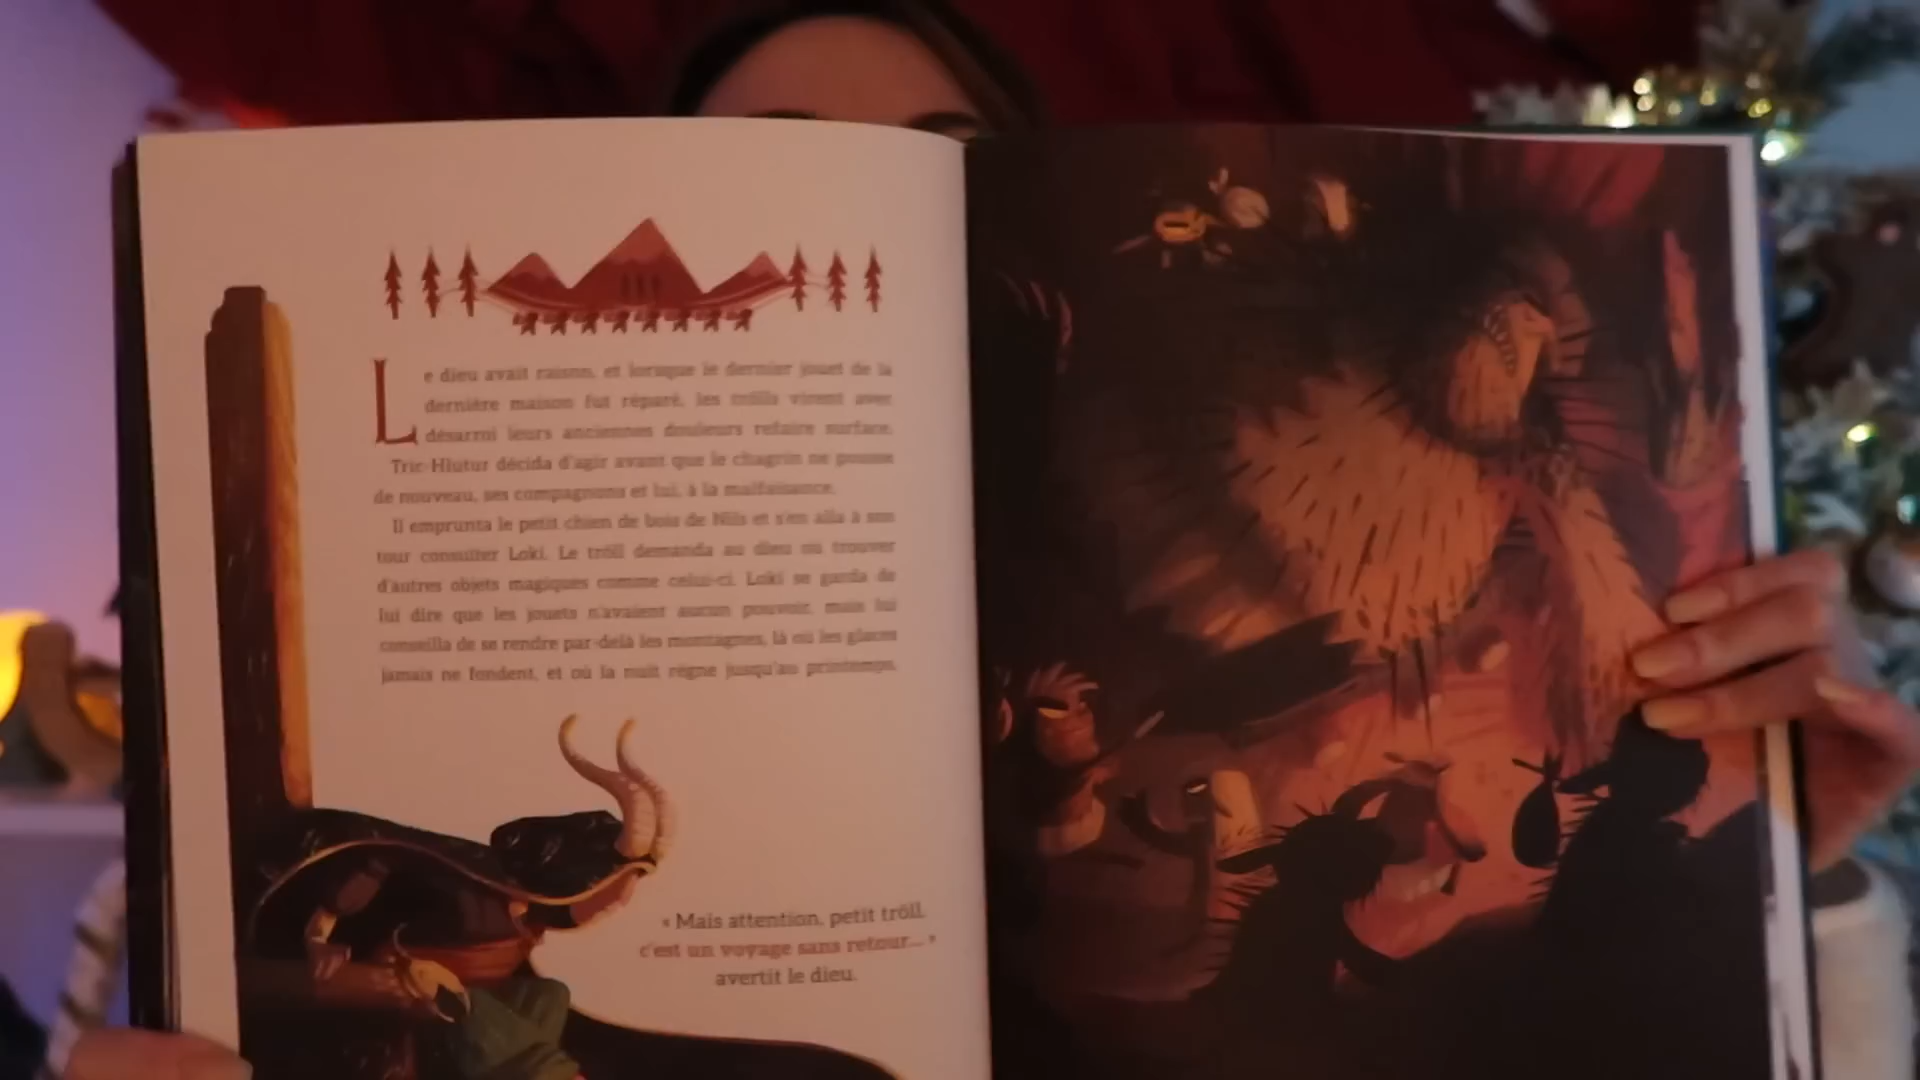 Le dieu avait raison, et lorsque le dernier jouet de la
dernière maison fut réparé, les trölls virent avec
désarroi leurs anciennes douleurs refaire surface.
Tric-Hlutur décida d'agir avant que le chagrin ne pousse
de nouveau, ses compagnons et lui, à la malfaisance.
Il emprunta le petit chien de bois de Nils et s'en alla à son
tour consulter Loki. Le tröll demanda au dieu où trouver
d'autres objets magiques comme celui-ci. Loki se garda de
lui dire que les jouets n'avaient aucun pouvoir, mais lui
conseilla de se rendre par-delà les montagnes, là où les glaces
jamais ne fondent, et où la nuit règne jusqu'au printemps.
« Mais attention, petit tröll,
c'est un voyage sans retour... »
avertit le dieu.